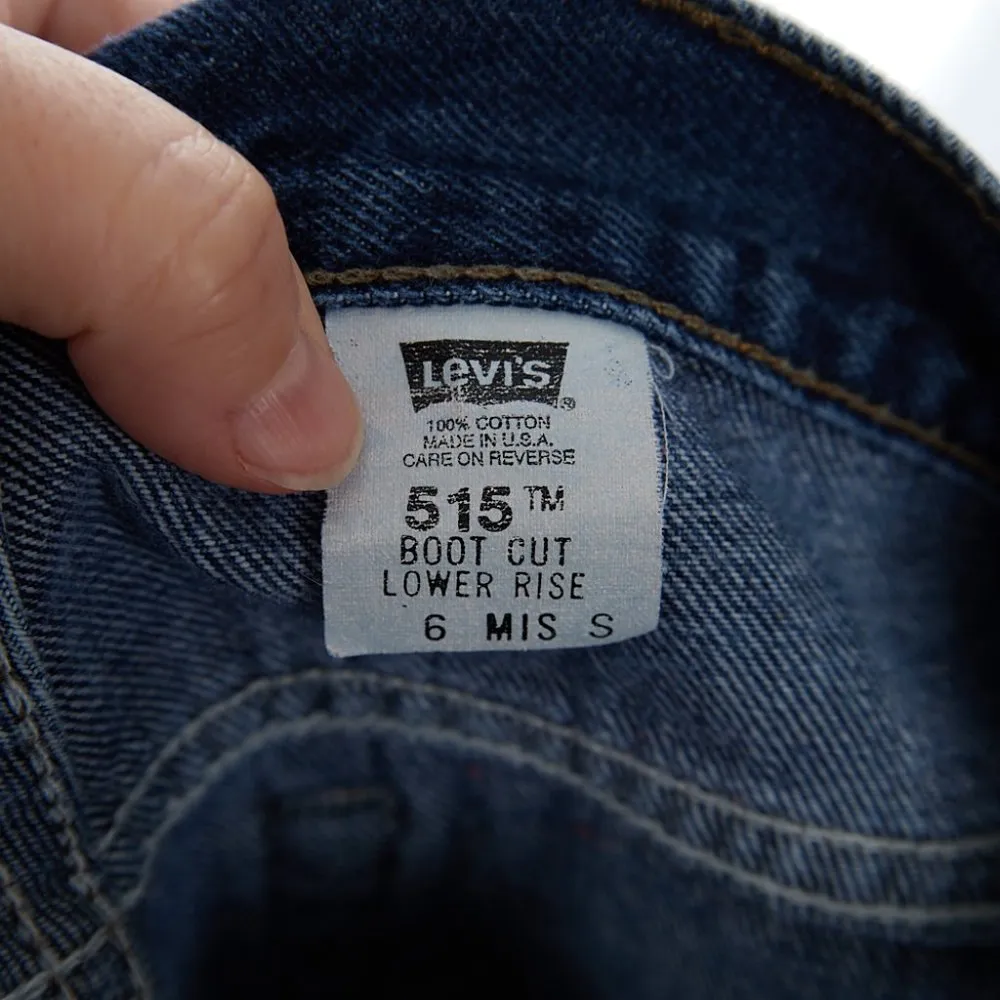 LEVI'S®
100% COTTON
MADE IN U.S.A.
CARE ON REVERSE
515™
BOOT CUT
LOWER RISE
6 MIS S